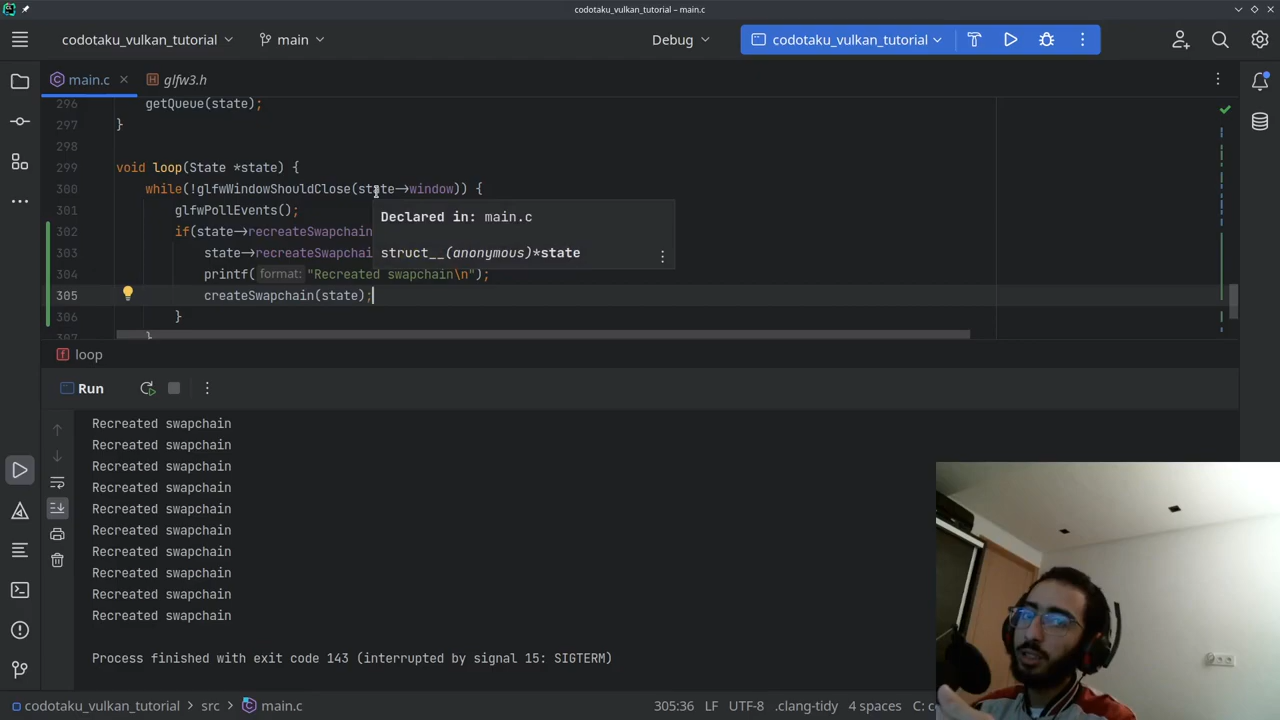 codotaku_vulkan_tutorial – main.c
codotaku_vulkan_tutorial
main
Debug
codotaku_vulkan_tutorial
main.c
glfw3.h
296 getQueue(state);
297 }
298
299 void loop(State *state) {
300 while(!glfwWindowShouldClose(state->window)) {
301 glfwPollEvents();
302 if(state->recreateSwapchain
303 state->recreateSwapchai
304 printf( format: "Recreated swapchain\n");
305 createSwapchain(state);
306 }
307 }
Declared in: main.c
struct__(anonymous)*state
loop
Run
Recreated swapchain
Recreated swapchain
Recreated swapchain
Recreated swapchain
Recreated swapchain
Recreated swapchain
Recreated swapchain
Recreated swapchain
Recreated swapchain
Recreated swapchain
Process finished with exit code 143 (interrupted by signal 15: SIGTERM)
codotaku_vulkan_tutorial > src > main.c
305:36 LF UTF-8 .clang-tidy 4 spaces C: co